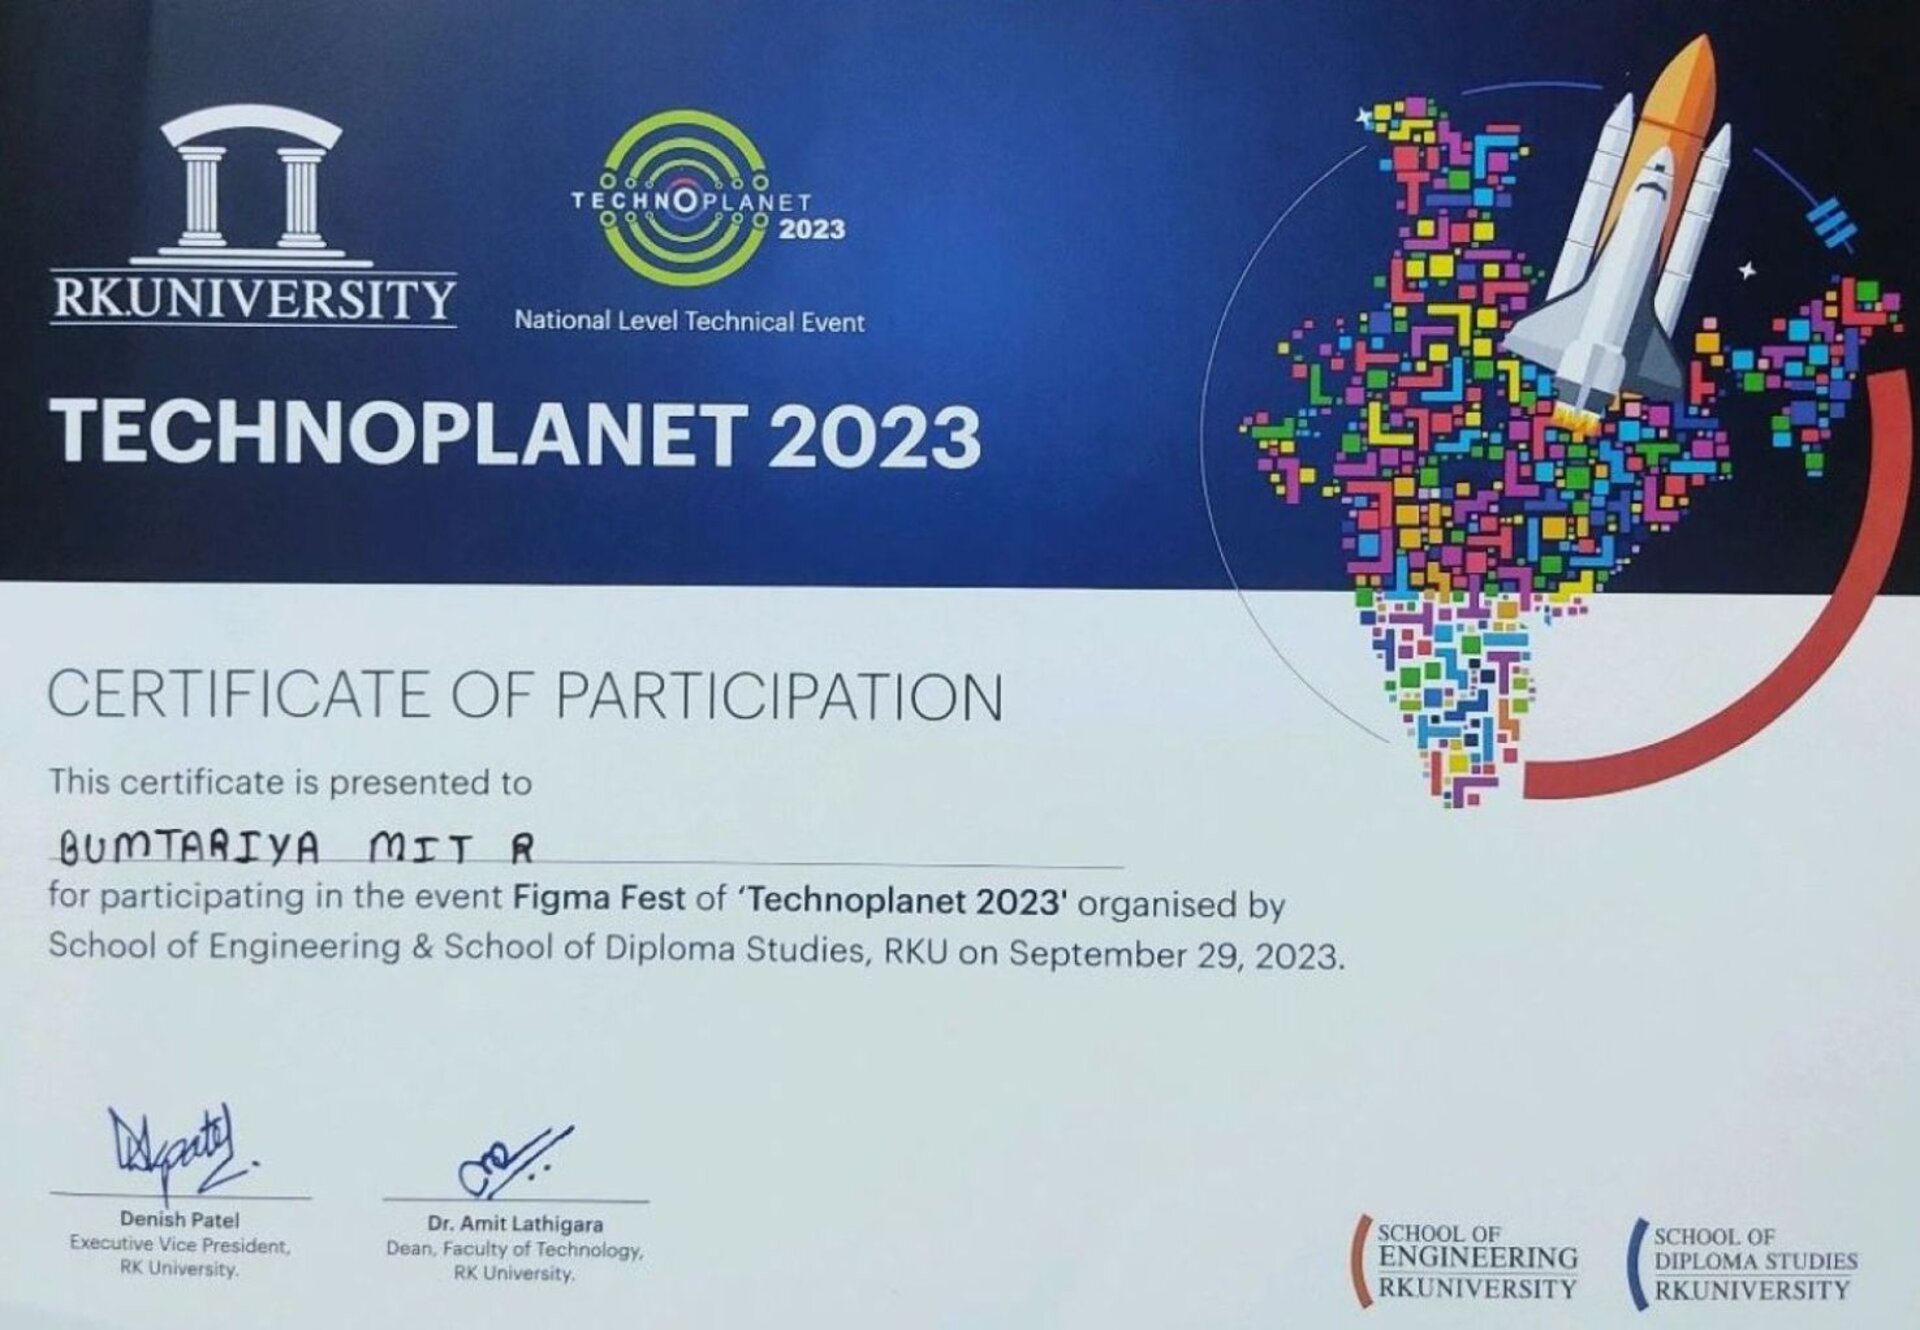 RK.UNIVERSITY
TECHNOPLANET
2023
National Level Technical Event
TECHNOPLANET 2023
CERTIFICATE OF PARTICIPATION
This certificate is presented to
BUMTARIYA MIT R
for participating in the event Figma Fest of ‘Technoplanet 2023' organised by
School of Engineering & School of Diploma Studies, RKU on September 29, 2023.
Denish Patel
Executive Vice President,
RK University.
Dr. Amit Lathigara
Dean, Faculty of Technology,
RK University.
SCHOOL OF
ENGINEERING
RKUNIVERSITY
SCHOOL OF
DIPLOMA STUDIES
RKUNIVERSITY